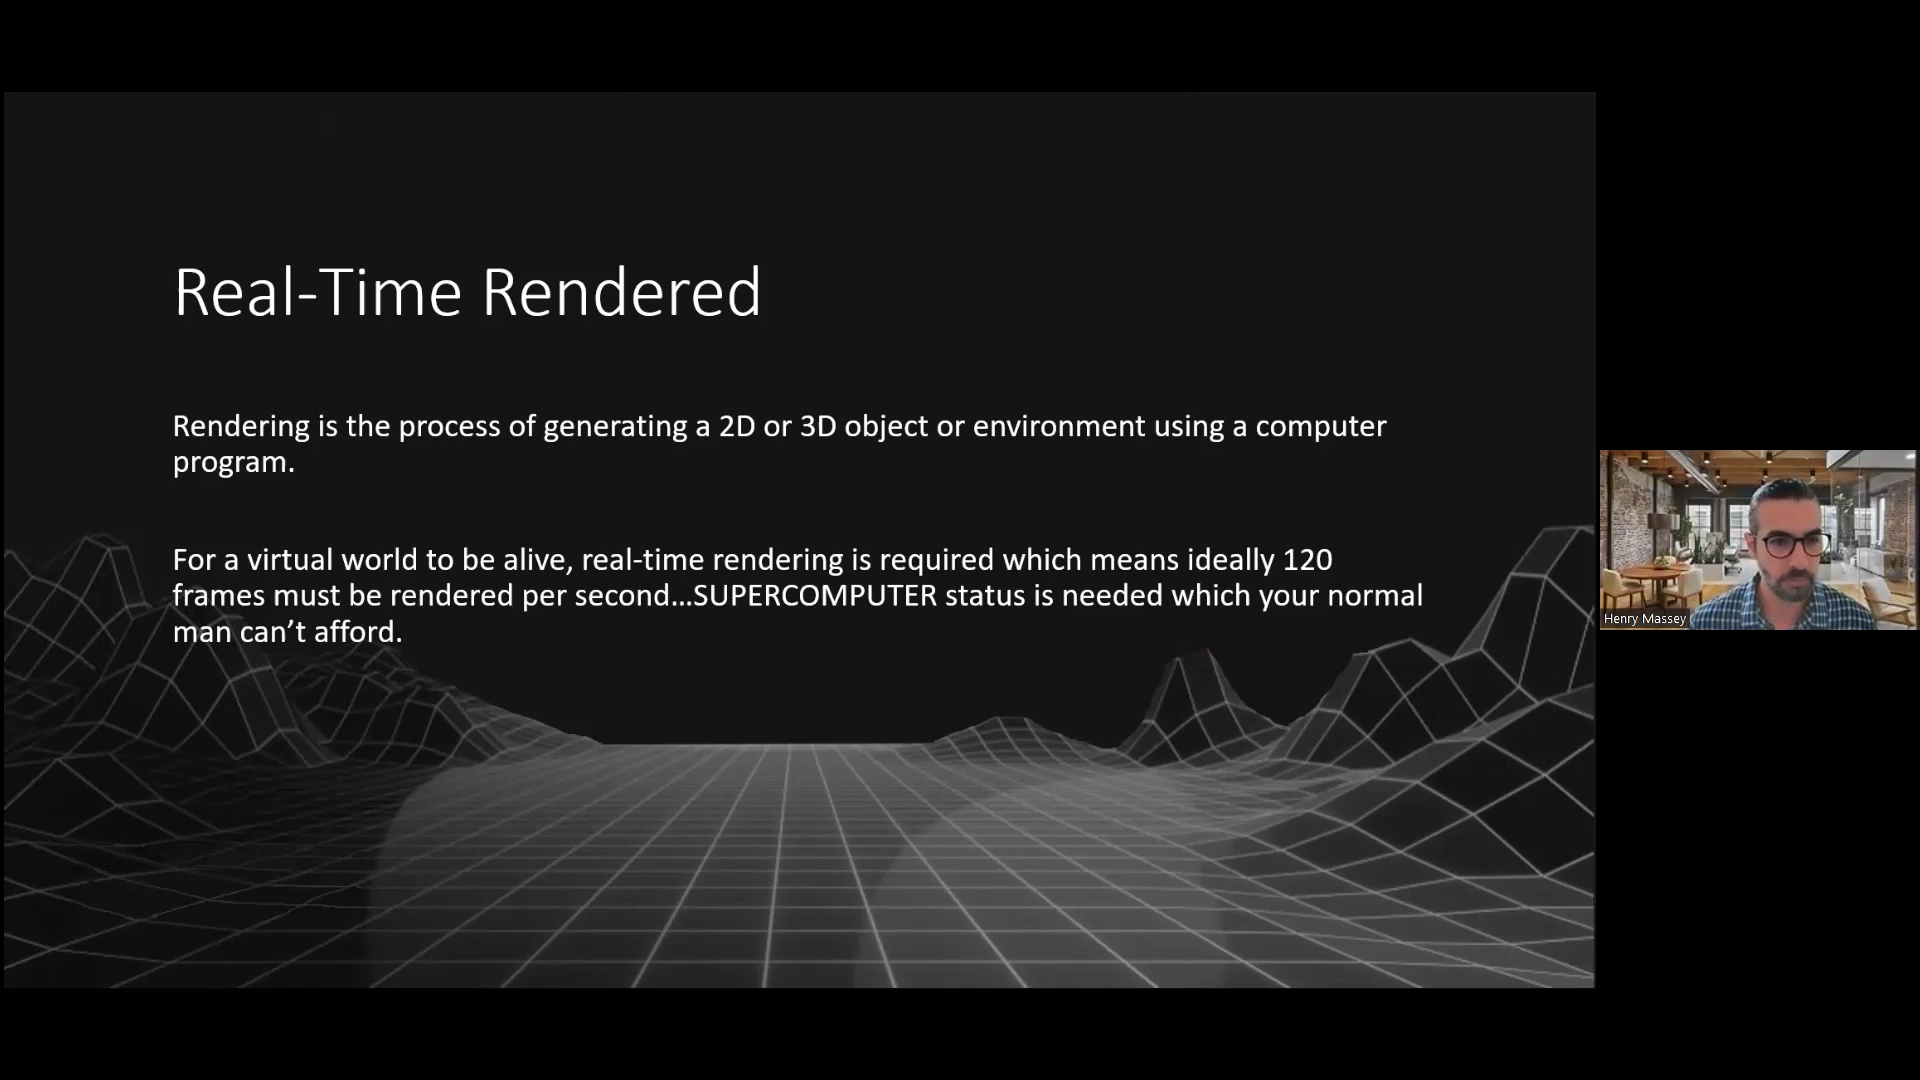 Real-Time Rendered
Rendering is the process of generating a 2D or 3D object or environment using a computer
program.
For a virtual world to be alive, real-time rendering is required which means ideally 120
frames must be rendered per second...SUPERCOMPUTER status is needed which your normal
man can’t afford.
Henry Massey